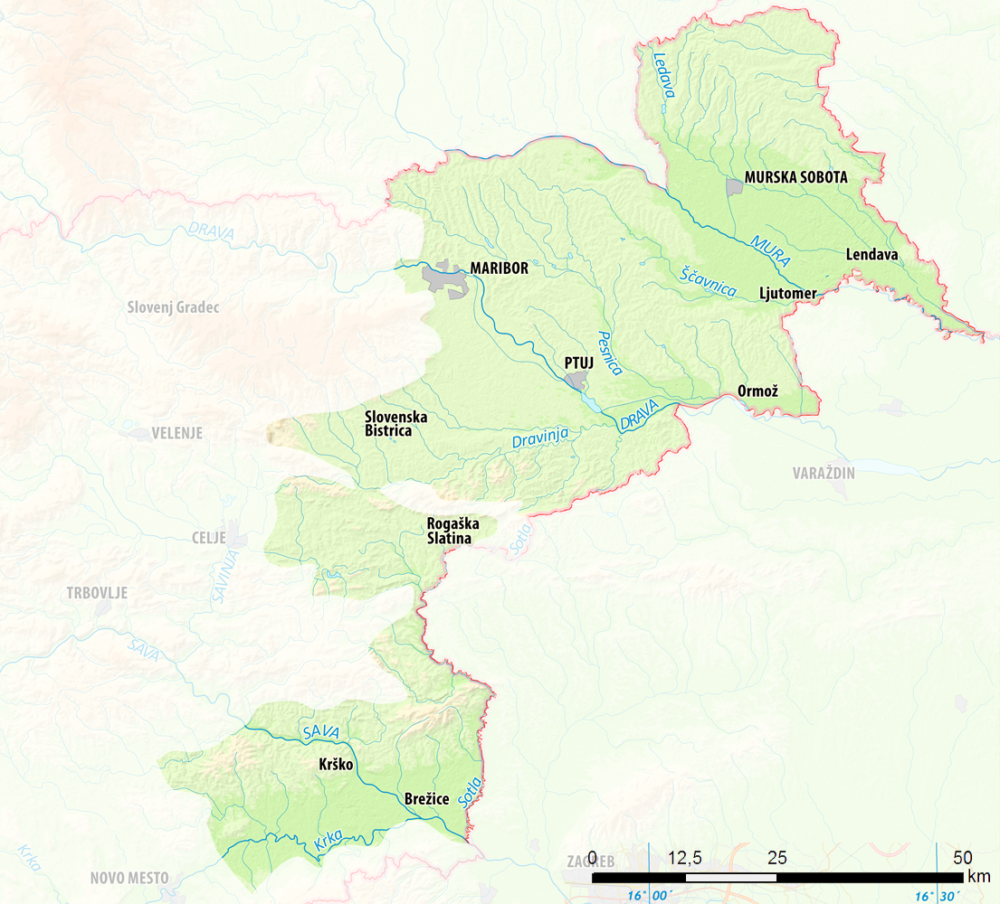 Ledava
MURSKA SOBOTA
DRAVA
MURA
Lendava
MARIBOR
Ščavnica
Ljutomer
Slovenj Gradec
Pesnica
PTUJ
Ormož
DRAVA
Slovenska
Bistrica
VELENJE
Dravinja
VARAŽDIN
Rogaška
Slatina
CELJE
Sotla
SAVINJA
TRBOVLJE
SAVA
SAVA
Krško
Brežice
Sotla
Krka
Krka
NOVO MESTO
ZAGREB
0 12,5 25 50
km
16° 00´ 16° 30´